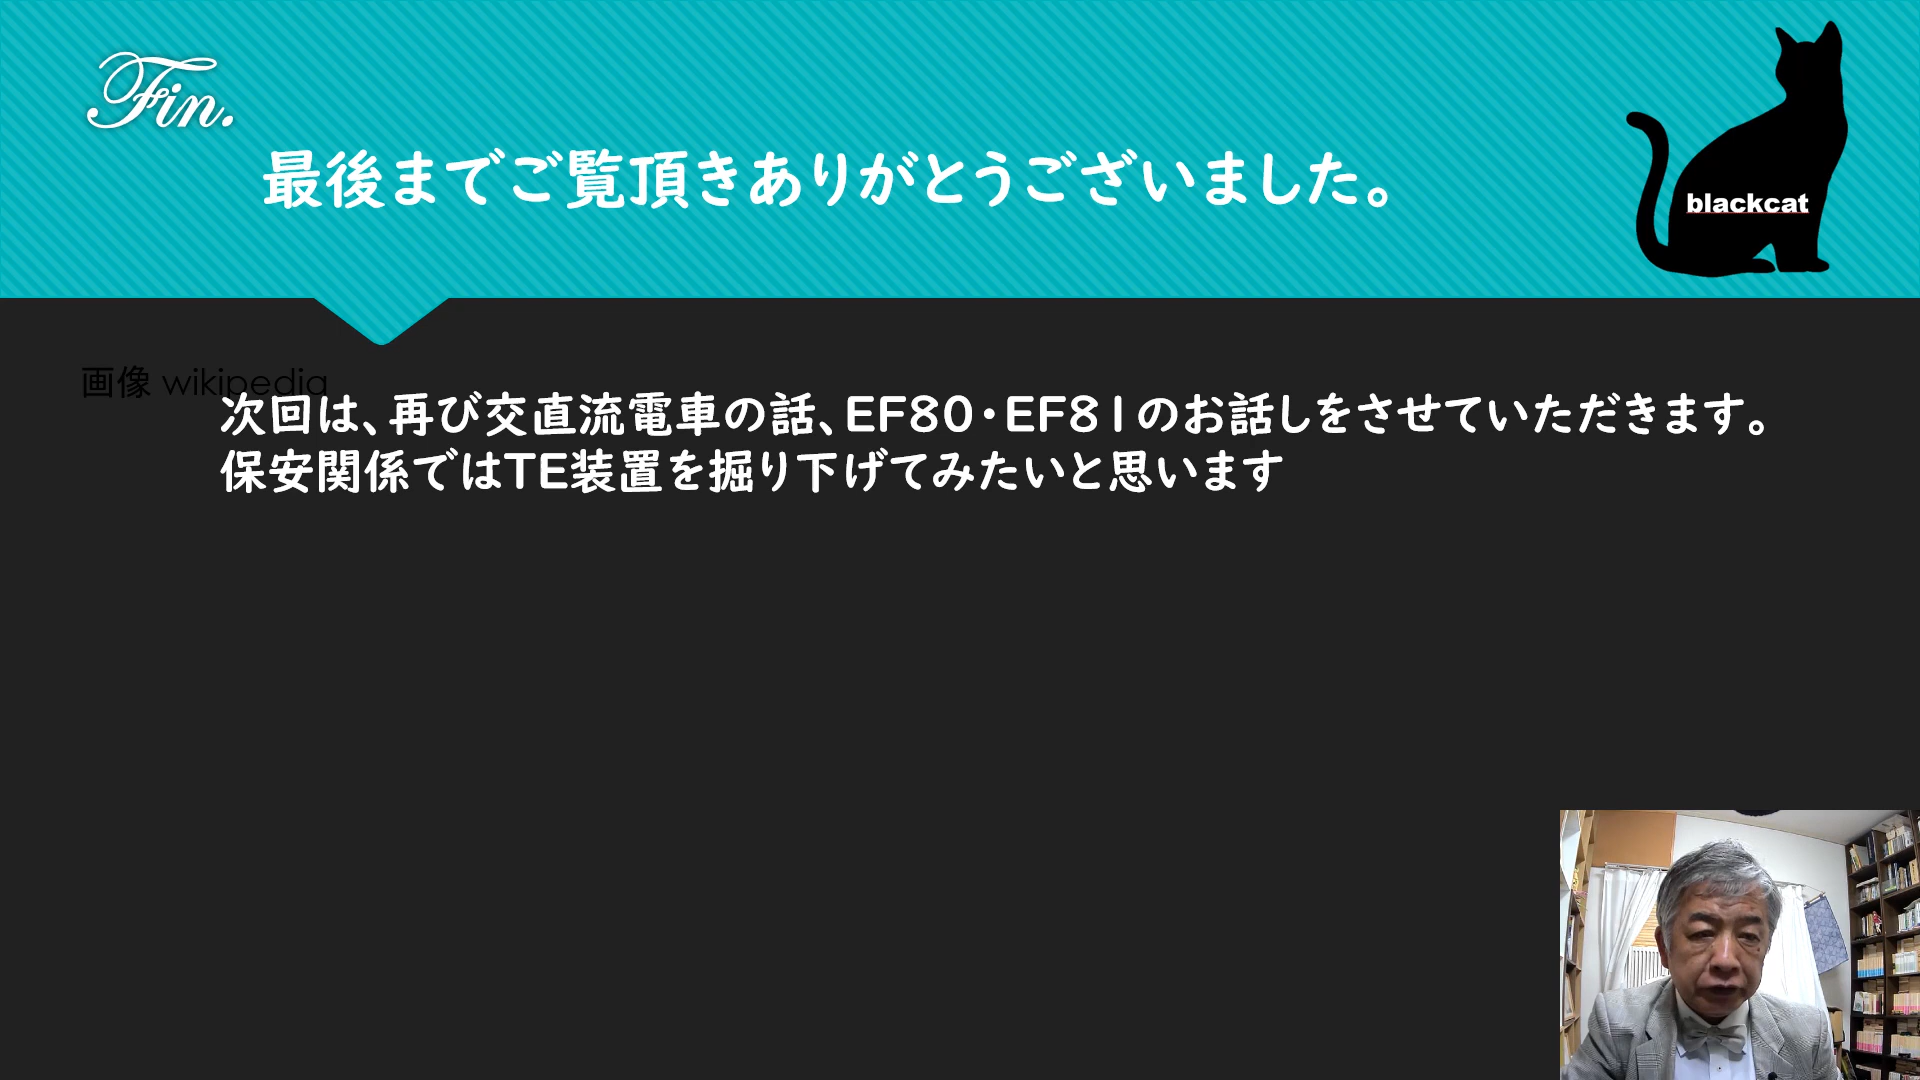 Fin.
最後までご覧頂きありがとうございました。
blackcat
画像 wikipedia
次回は、再び交直流電車の話、EF80・EF81のお話しをさせていただきます。
保安関係ではTE装置を掘り下げてみたいと思います